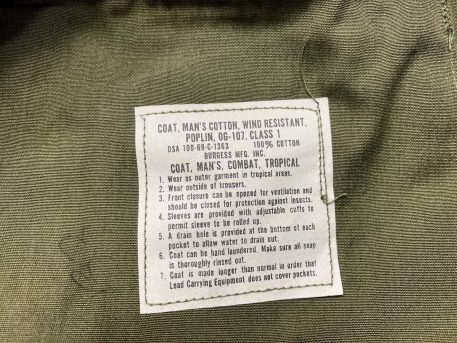 COAT, MAN'S COTTON, WIND RESISTANT,
POPLIN, OG-107, CLASS 1
DSA 100-69-C-1363 100% COTTON
BURGESS MFG. INC.
COAT, MAN'S, COMBAT, TROPICAL
1. Wear as outer garment in tropical areas.
2. Wear outside of trousers.
3. Front closure can be opened for ventilation and
should be closed for protection against insects.
4. Sleeves are provided with adjustable cuffs to
permit sleeve to be rolled up.
5. A drain hole is provided at the bottom of each
pocket to allow water to drain out.
6. Coat can be hand laundered. Make sure all soap
is thoroughly rinsed out.
7. Coat is made longer than normal in order that
Load Carrying Equipment does not cover pockets.